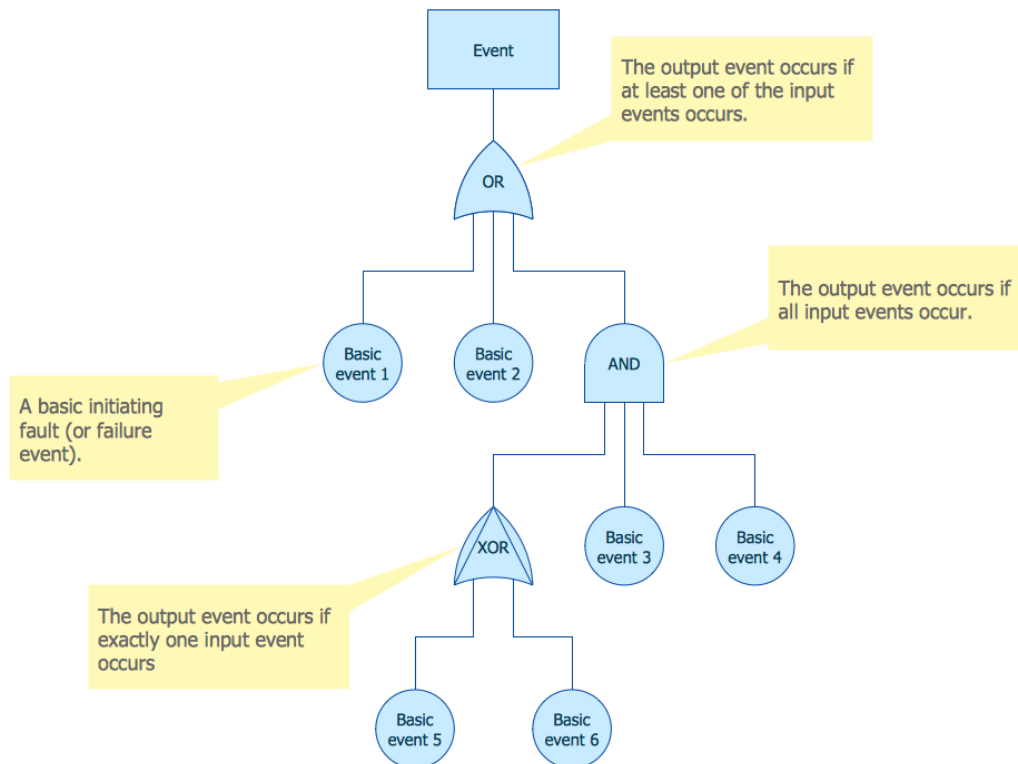 Event
The output event occurs if
at least one of the input
events occurs.
OR
The output event occurs if
all input events occur.
Basic
event 1
Basic
event 2
AND
A basic initiating
fault (or failure
event).
XOR
Basic
event 3
Basic
event 4
The output event occurs if
exactly one input event
occurs
Basic
event 5
Basic
event 6